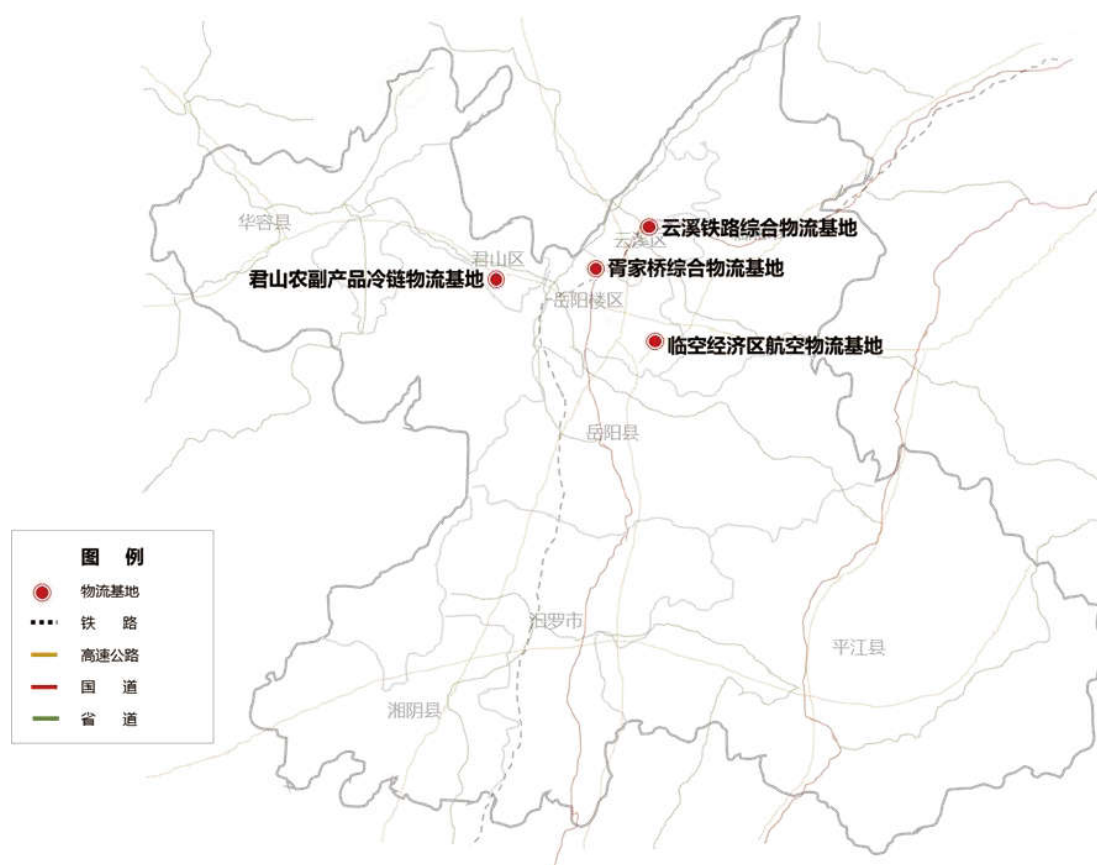 云溪铁路综合物流基地
云溪区
胥家桥综合物流基地
华容县
君山区
君山农副产品冷链物流基地
岳阳楼区
临空经济区航空物流基地
岳阳县
图 例
物流基地
铁 路
高速公路
国 道
省 道
汨罗市
平江县
湘阴县